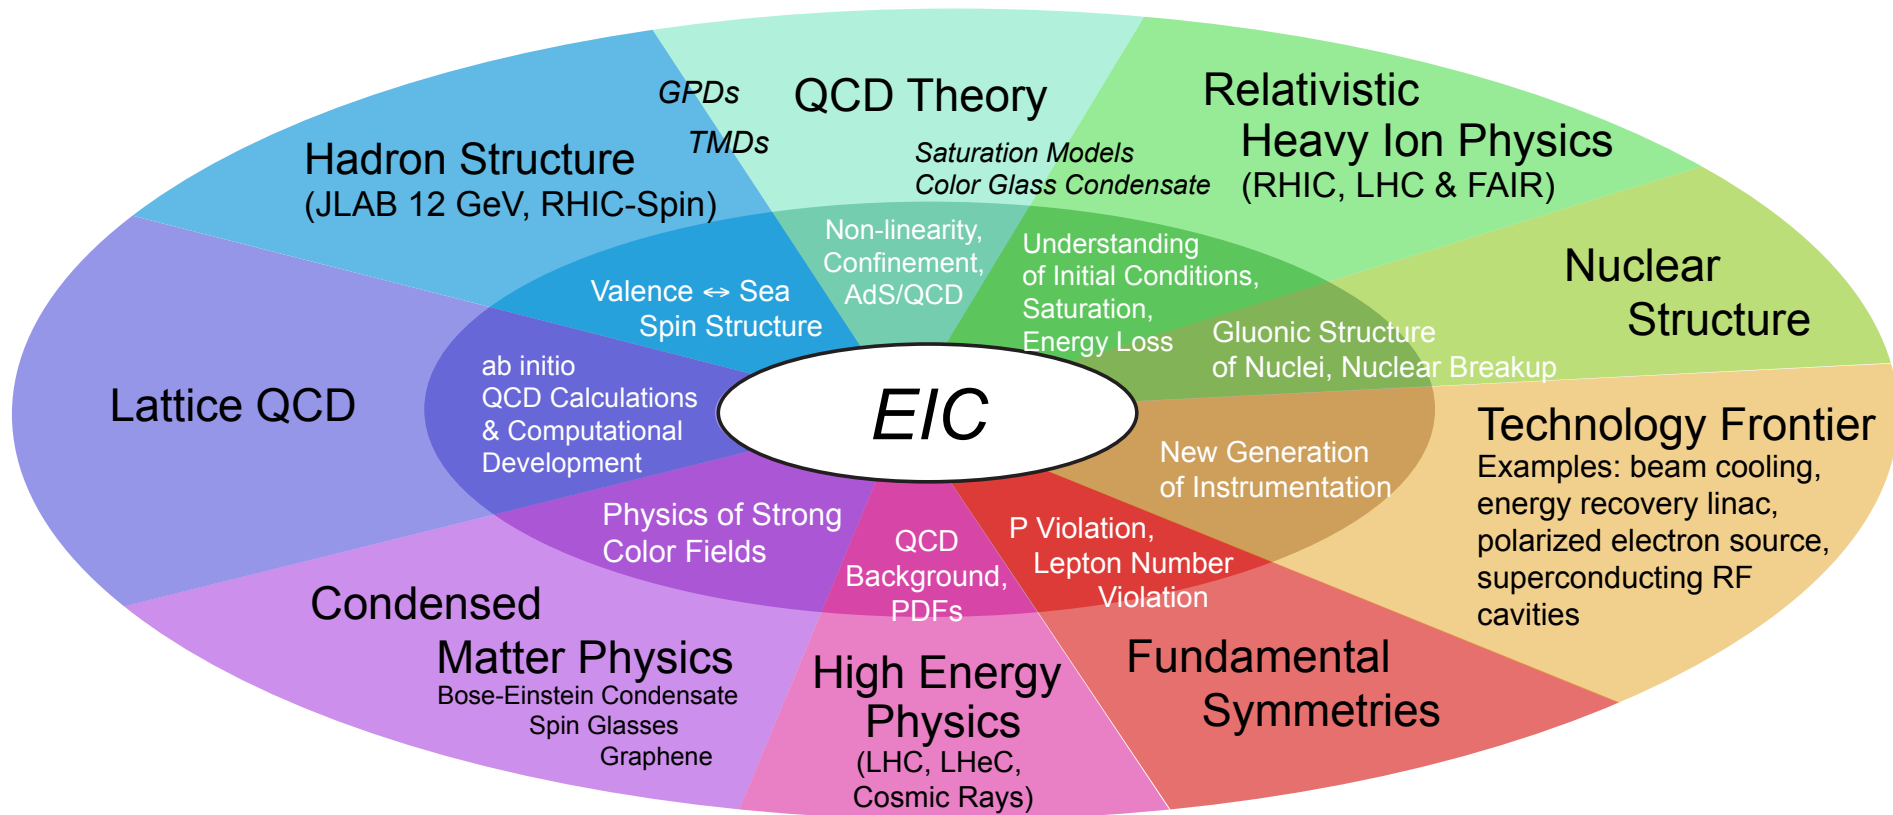 GPDs
TMDs
QCD Theory
Saturation Models
Color Glass Condensate
Non-linearity,
Confinement,
AdS/QCD
Relativistic
Heavy Ion Physics
(RHIC, LHC & FAIR)
Understanding
of Initial Conditions,
Saturation,
Energy Loss
Nuclear
Structure
Gluonic Structure
of Nuclei, Nuclear Breakup
Technology Frontier
Examples: beam cooling,
energy recovery linac,
polarized electron source,
superconducting RF
cavities
New Generation
of Instrumentation
Fundamental
Symmetries
P Violation,
Lepton Number
Violation
High Energy
Physics
(LHC, LHeC,
Cosmic Rays)
QCD
Background,
PDFs
Condensed
Matter Physics
Bose-Einstein Condensate
Spin Glasses
Graphene
Physics of Strong
Color Fields
Lattice QCD
ab initio
QCD Calculations
& Computational
Development
Hadron Structure
(JLAB 12 GeV, RHIC-Spin)
Valence ↔ Sea
Spin Structure
EIC